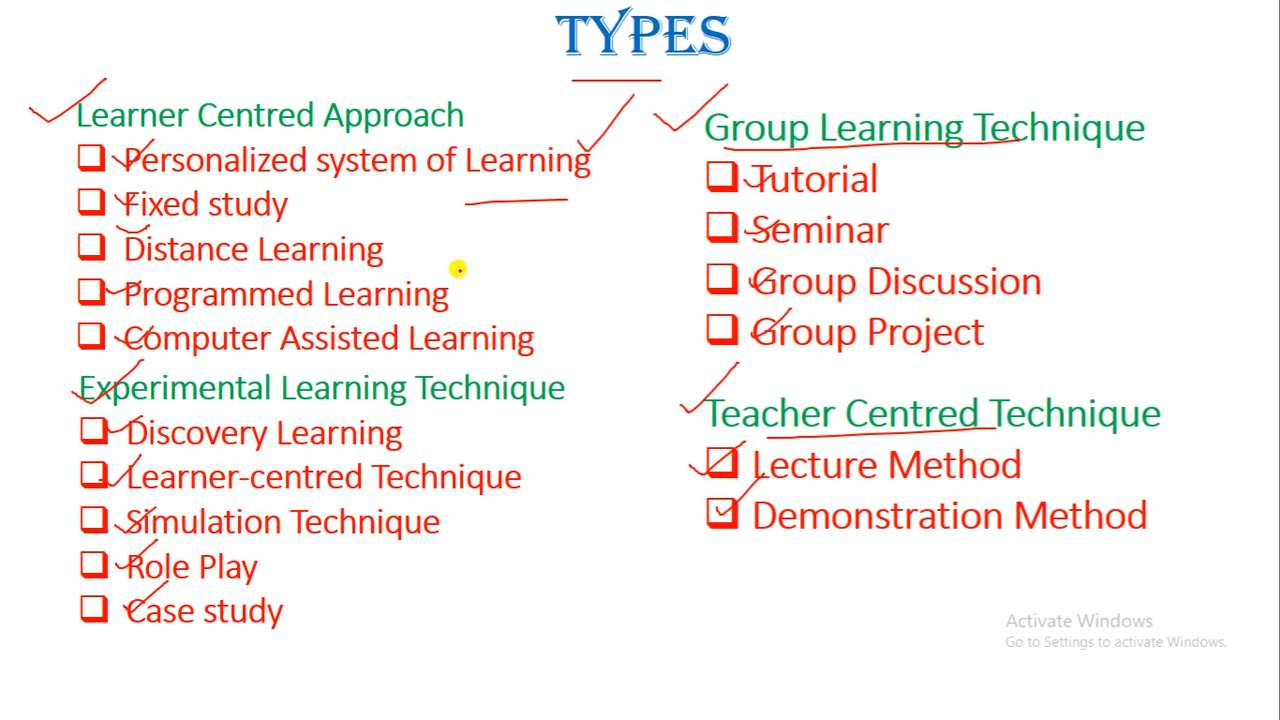 TYPES
Learner Centred Approach
Personalized system of Learning
Fixed study
Distance Learning
Programmed Learning
Computer Assisted Learning
Experimental Learning Technique
Discovery Learning
Learner-centred Technique
Simulation Technique
Role Play
Case study
Group Learning Technique
Tutorial
Seminar
Group Discussion
Group Project
Teacher Centred Technique
Lecture Method
Demonstration Method
Activate Windows
Go to Settings to activate Windows.